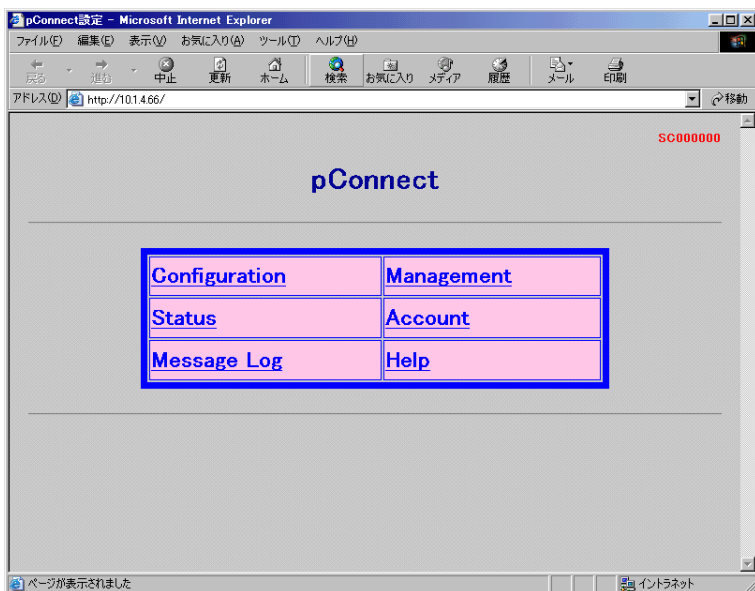 pConnect設定 - Microsoft Internet Explorer
ファイル(F) 編集(E) 表示(V) お気に入り(A) ツール(T) ヘルプ(H)
戻る 進む 中止 更新 ホーム 検索 お気に入り メディア 履歴 メール 印刷
アドレス(D) http://10.1.4.66/ 移動
SC000000
pConnect
Configuration Management
Status Account
Message Log Help
ページが表示されました イントラネット